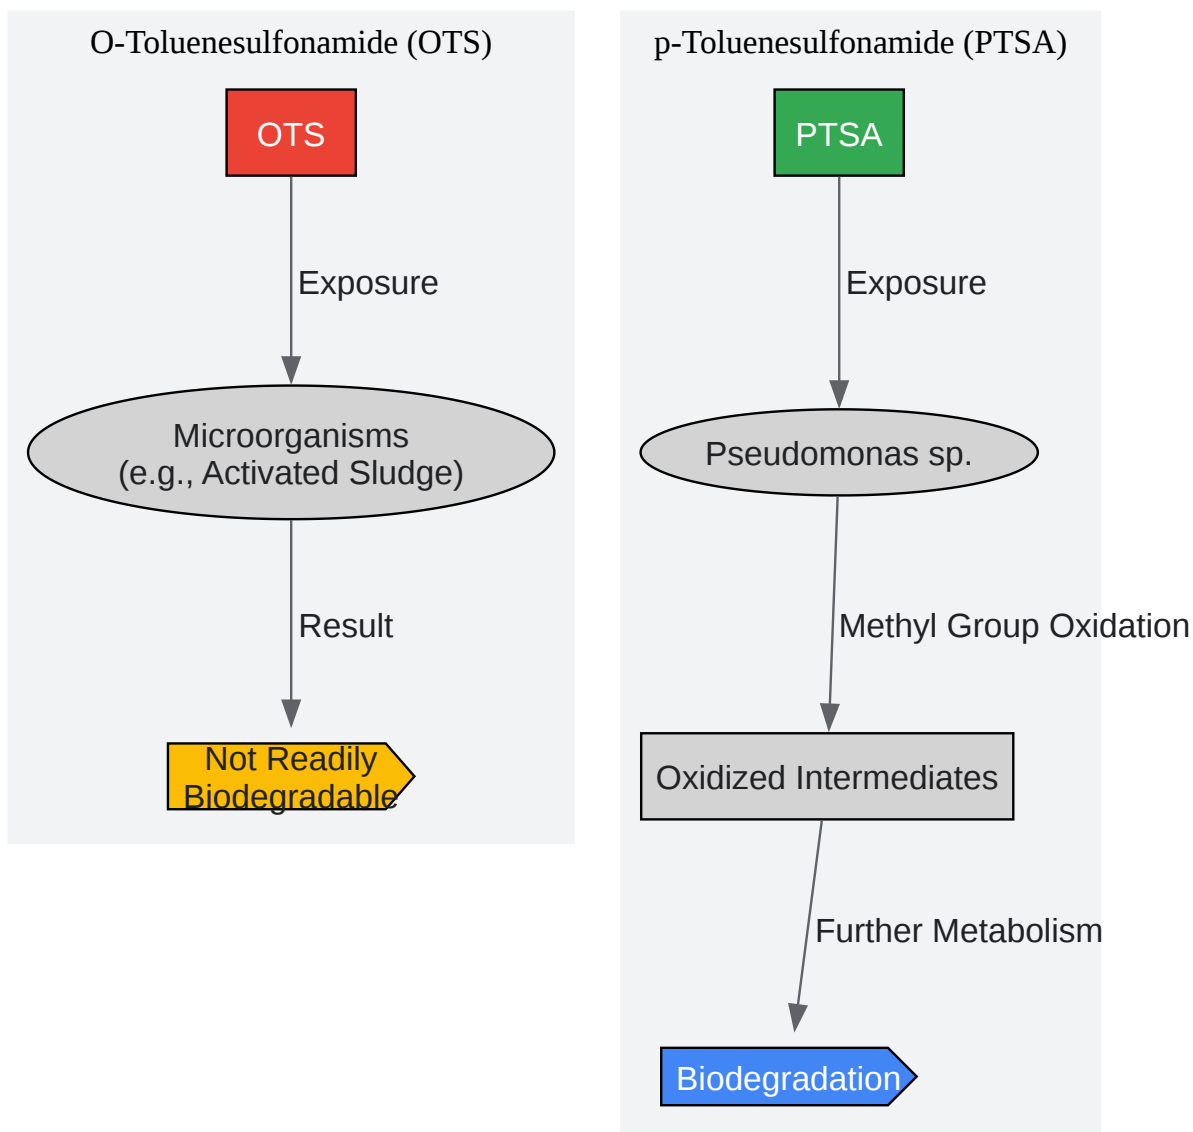 O-Toluenesulfonamide (OTS)
OTS
Exposure
Microorganisms
(e.g., Activated Sludge)
Result
Not Readily
Biodegradable
p-Toluenesulfonamide (PTSA)
PTSA
Exposure
Pseudomonas sp.
Methyl Group Oxidation
Oxidized Intermediates
Further Metabolism
Biodegradation